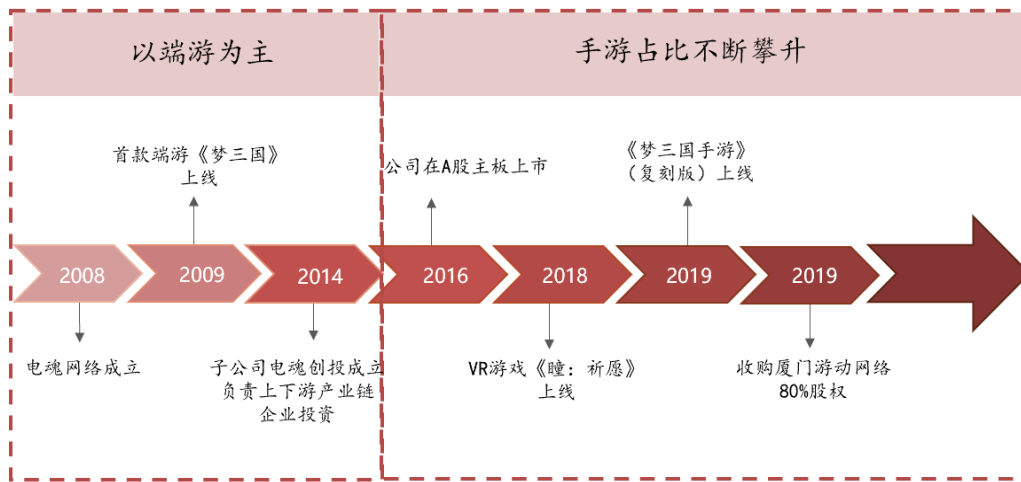 以端游为主
手游占比不断攀升
首款端游《梦三国》
上线
公司在A股主板上市
《梦三国手游》
（复刻版）上线
2008
2009
2014
2016
2018
2019
2019
电魂网络成立
子公司电魂创投成立
负责上下游产业链
企业投资
VR游戏《瞳：祈愿》
上线
收购厦门游动网络
80%股权